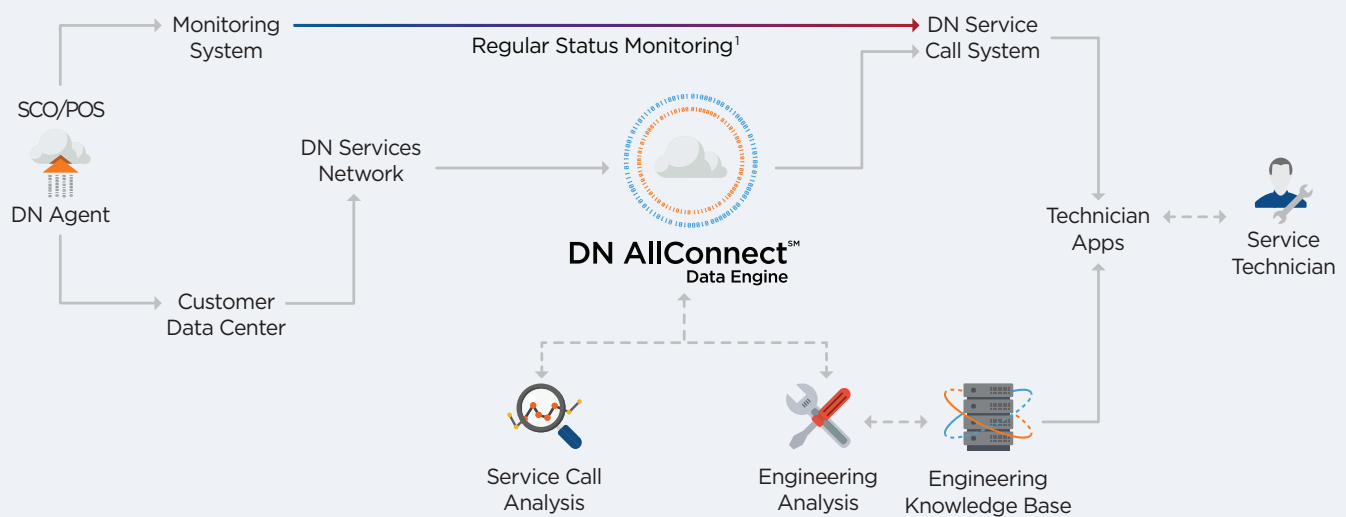 Monitoring
System
Regular Status Monitoring¹
DN Service
Call System
SCO/POS
DN Agent
DN Services
Network
DN AllConnect℠
Data Engine
Technician
Apps
Service
Technician
Customer
Data Center
Service Call
Analysis
Engineering
Analysis
Engineering
Knowledge Base